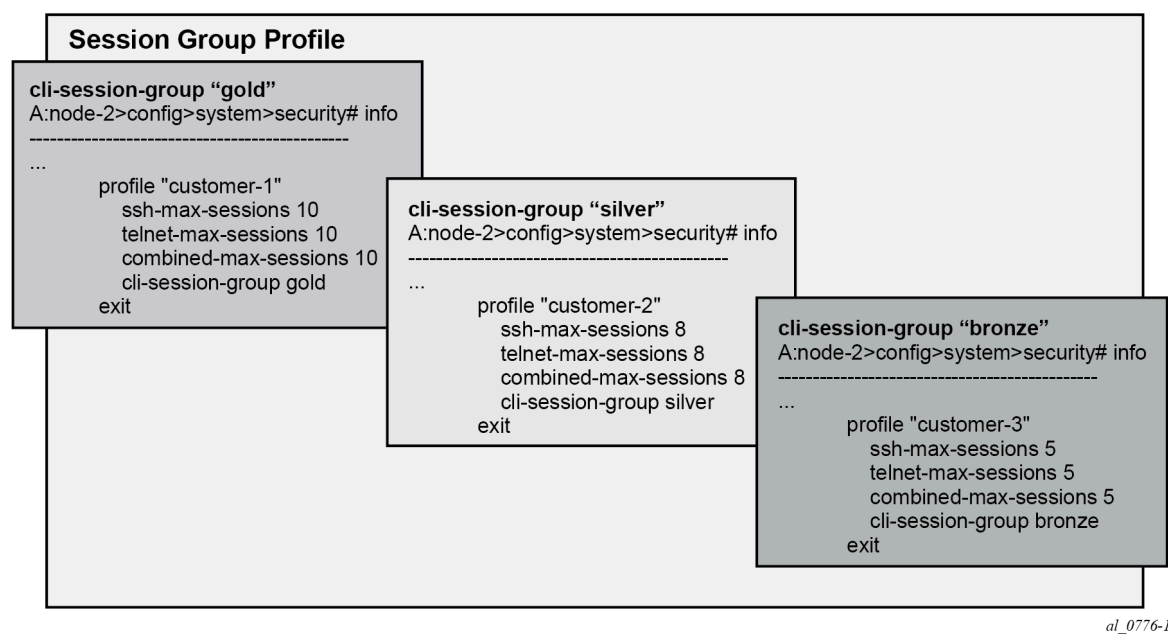 Session Group Profile
cli-session-group “gold”
A:node-2>config>system>security# info
----------------------------------------------
...
profile "customer-1"
ssh-max-sessions 10
telnet-max-sessions 10
combined-max-sessions 10
cli-session-group gold
exit
cli-session-group “silver”
A:node-2>config>system>security# info
----------------------------------------------
...
profile "customer-2"
ssh-max-sessions 8
telnet-max-sessions 8
combined-max-sessions 8
cli-session-group silver
exit
cli-session-group “bronze”
A:node-2>config>system>security# info
----------------------------------------------
...
profile "customer-3"
ssh-max-sessions 5
telnet-max-sessions 5
combined-max-sessions 5
cli-session-group bronze
exit
al_0776-1